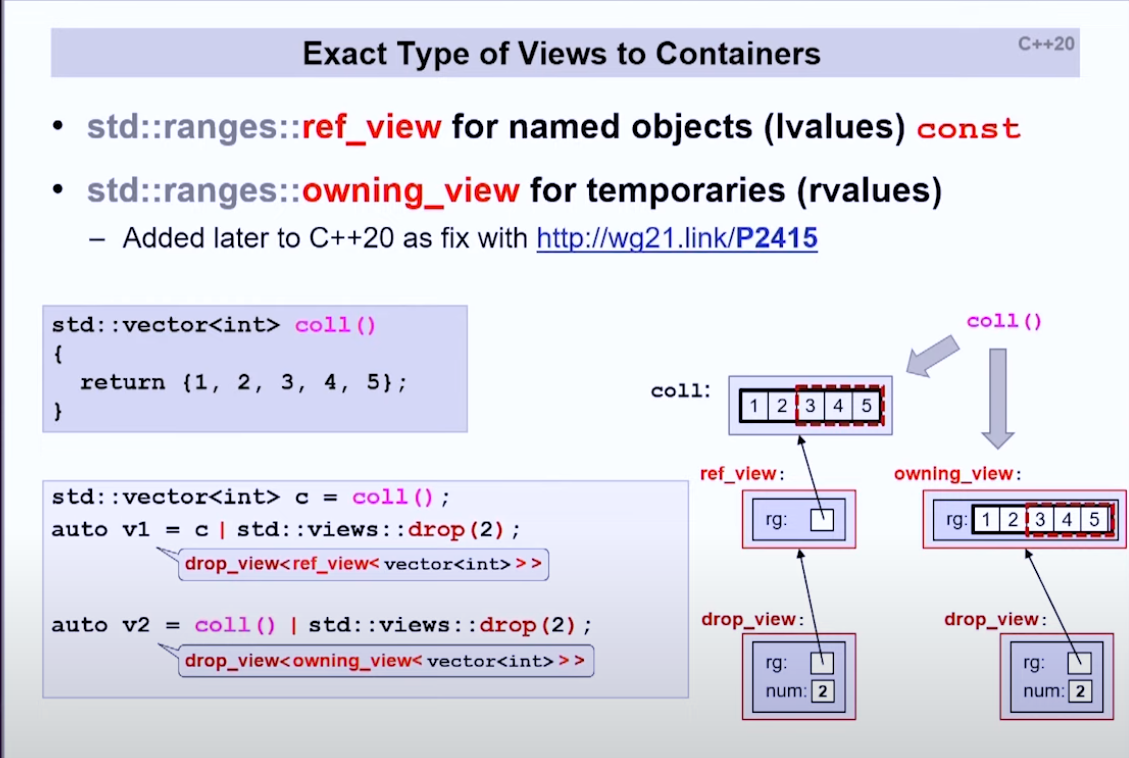 Exact Type of Views to Containers
C++20
• std::ranges::ref_view for named objects (lvalues) const
• std::ranges::owning_view for temporaries (rvalues)
– Added later to C++20 as fix with http://wg21.link/P2415
std::vector<int> coll()
{
return {1, 2, 3, 4, 5};
}
std::vector<int> c = coll();
auto v1 = c | std::views::drop(2);
drop_view<ref_view<vector<int>>>
auto v2 = coll() | std::views::drop(2);
drop_view<owning_view<vector<int>>>
coll()
coll:
1 2 3 4 5
ref_view:
rg:
owning_view:
rg: 1 2 3 4 5
drop_view:
rg:
num: 2
drop_view:
rg:
num: 2